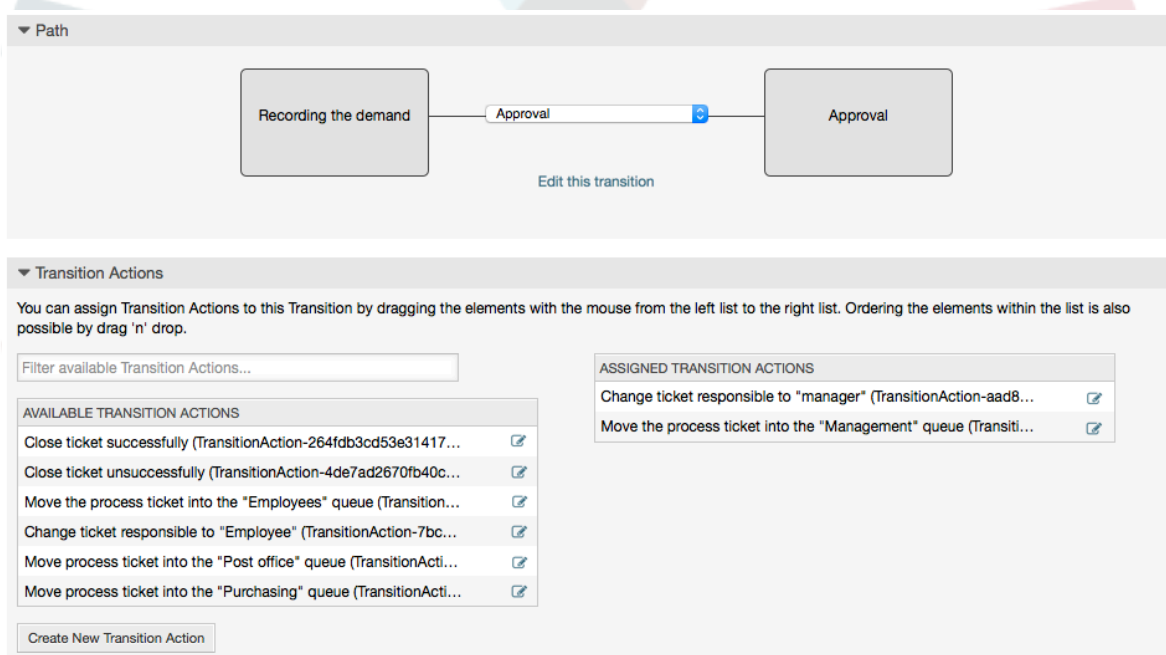 Path
Recording the demand
Approval
Approval
Edit this transition
Transition Actions
You can assign Transition Actions to this Transition by dragging the elements with the mouse from the left list to the right list. Ordering the elements within the list is also
possible by drag 'n' drop.
Filter available Transition Actions...
AVAILABLE TRANSITION ACTIONS
Close ticket successfully (TransitionAction-264fdb3cd53e31417...
Close ticket unsuccessfully (TransitionAction-4de7ad2670fb40c...
Move the process ticket into the "Employees" queue (Transition...
Change ticket responsible to "Employee" (TransitionAction-7bc...
Move process ticket into the "Post office" queue (TransitionActi...
Move process ticket into the "Purchasing" queue (TransitionActi...
Create New Transition Action
ASSIGNED TRANSITION ACTIONS
Change ticket responsible to "manager" (TransitionAction-aad8...
Move the process ticket into the "Management" queue (Transiti...